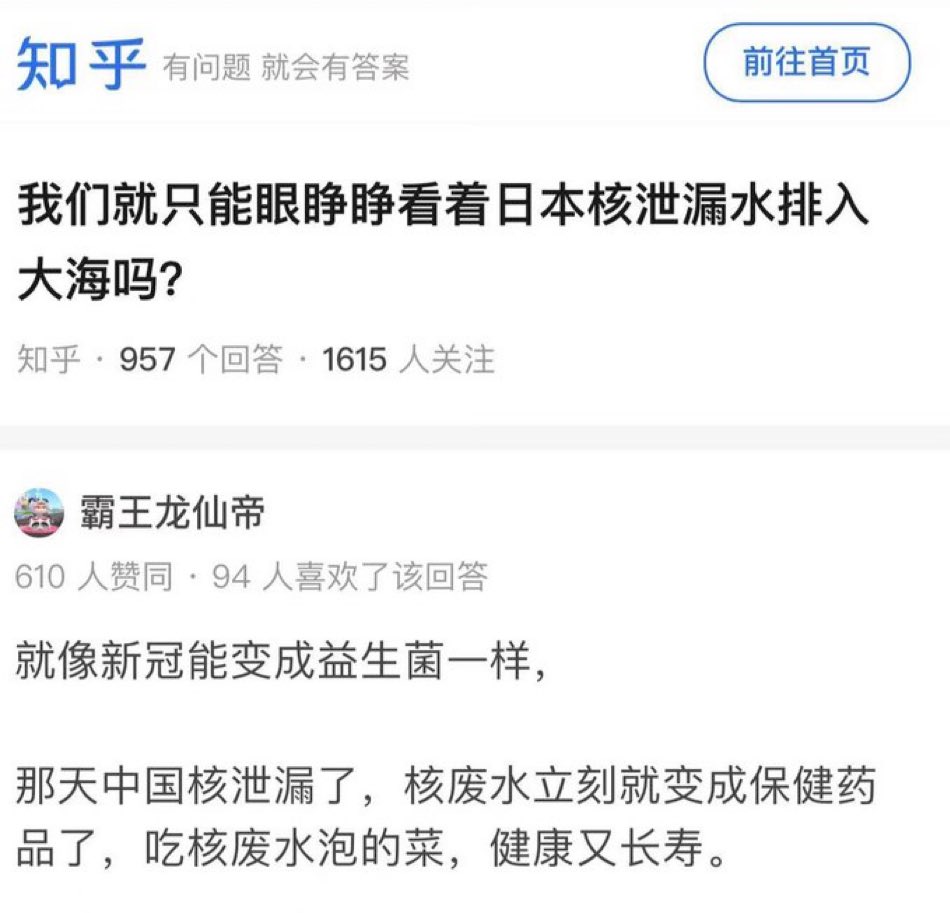 知乎 有问题 就会有答案
前往首页
我们就只能眼睁睁看着日本核泄漏水排入
大海吗?
知乎 · 957 个回答 · 1615 人关注
霸王龙仙帝
610 人赞同 · 94 人喜欢了该回答
就像新冠能变成益生菌一样，
那天中国核泄漏了，核废水立刻就变成保健药
品了，吃核废水泡的菜，健康又长寿。